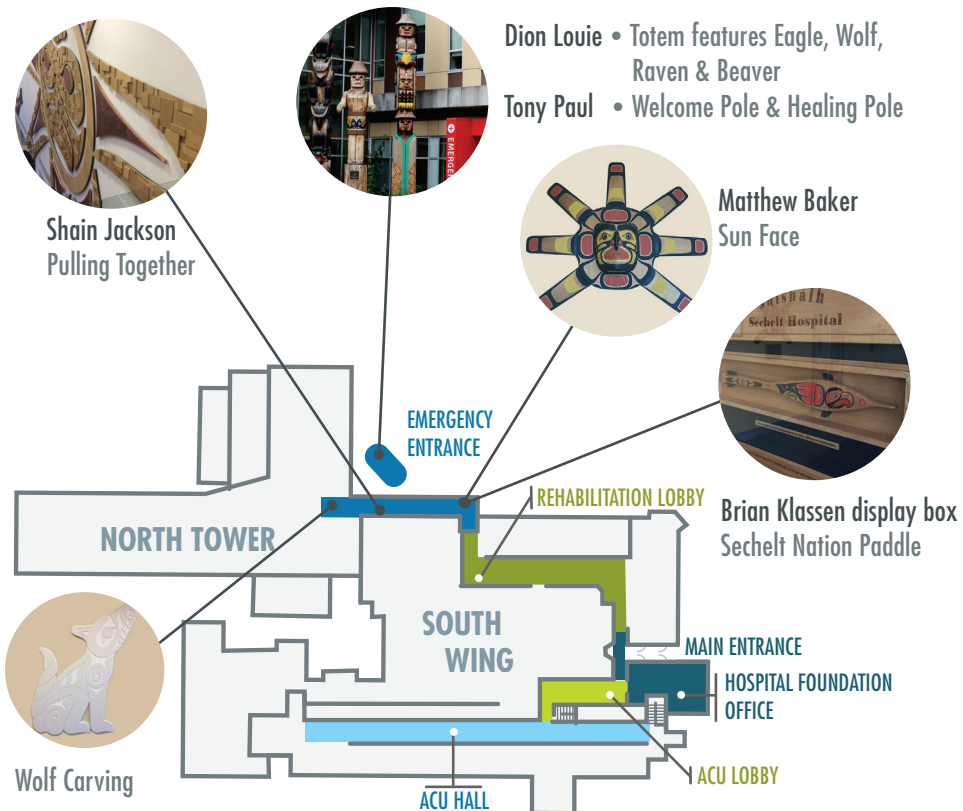 Dion Louie • Totem features Eagle, Wolf,
Raven & Beaver
Tony Paul • Welcome Pole & Healing Pole
EMERGEN
Shain Jackson
Pulling Together
Matthew Baker
Sun Face
Sechelt Hospital
Brian Klassen display box
Sechelt Nation Paddle
EMERGENCY
ENTRANCE
REHABILITATION LOBBY
NORTH TOWER
SOUTH
WING
MAIN ENTRANCE
HOSPITAL FOUNDATION
OFFICE
Wolf Carving
ACU LOBBY
ACU HALL